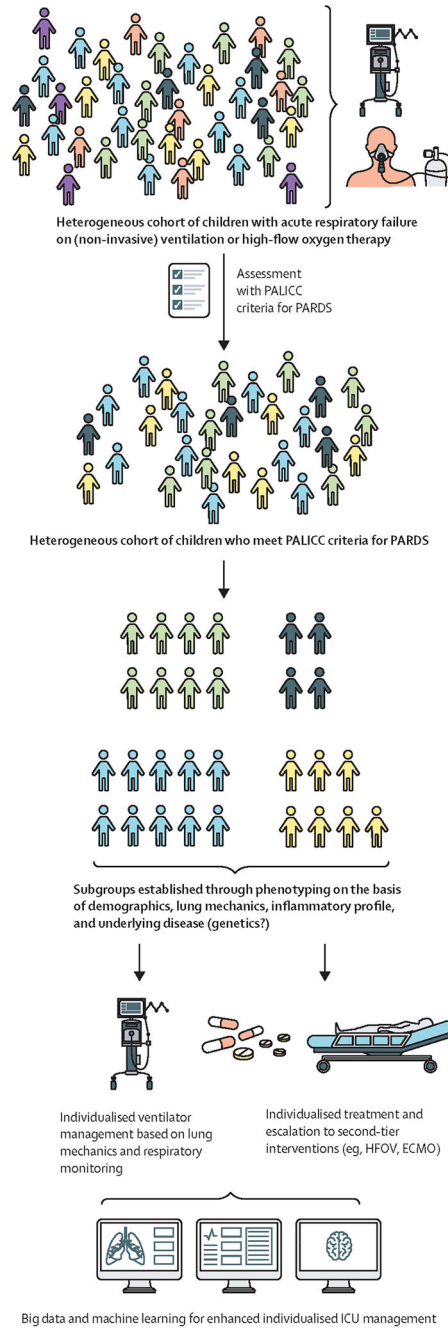 Heterogeneous cohort of children with acute respiratory failure
on (non-invasive) ventilation or high-flow oxygen therapy
Assessment
with PALICC
criteria for PARDS
Heterogeneous cohort of children who meet PALICC criteria for PARDS
Subgroups established through phenotyping on the basis
of demographics, lung mechanics, inflammatory profile,
and underlying disease (genetics?)
Individualised ventilator
management based on lung
mechanics and respiratory
monitoring
Individualised treatment and
escalation to second-tier
interventions (eg, HFOV, ECMO)
Big data and machine learning for enhanced individualised ICU management